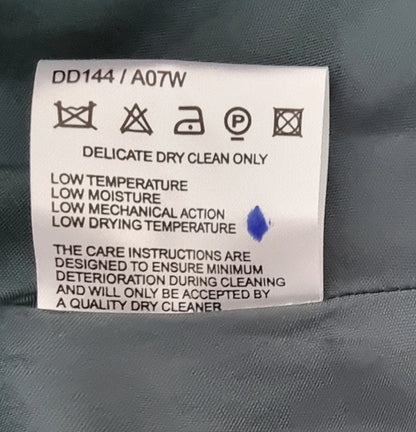 DD144 / A07W
P
DELICATE DRY CLEAN ONLY
LOW TEMPERATURE
LOW MOISTURE
LOW MECHANICAL ACTION
LOW DRYING TEMPERATURE
THE CARE INSTRUCTIONS ARE
DESIGNED TO ENSURE MINIMUM
DETERIORATION DURING CLEANING
AND WILL ONLY BE ACCEPTED BY
A QUALITY DRY CLEANER